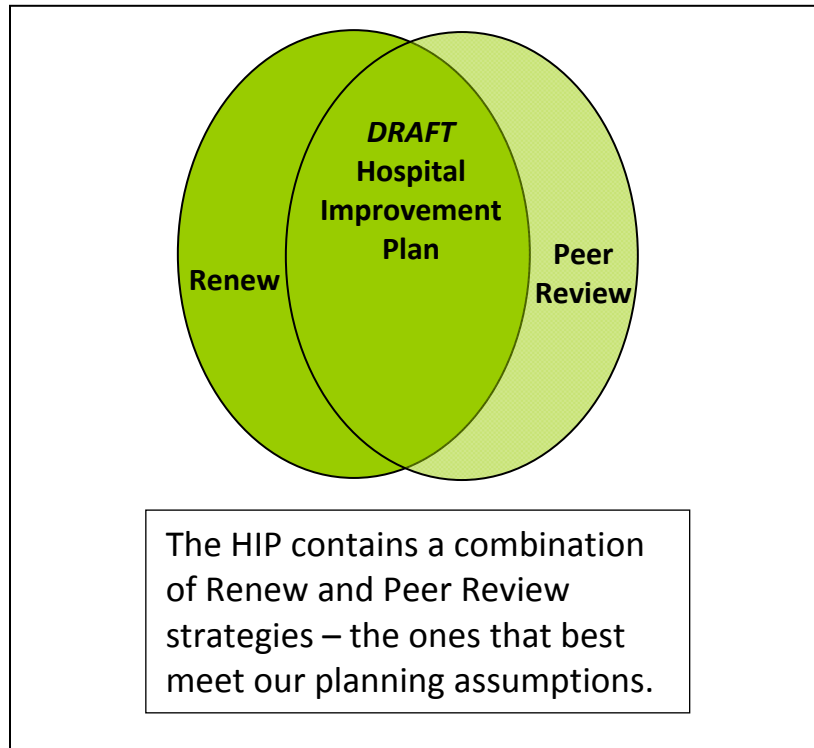 DRAFT
Hospital
Improvement
Plan
Renew
Peer
Review
The HIP contains a combination
of Renew and Peer Review
strategies – the ones that best
meet our planning assumptions.